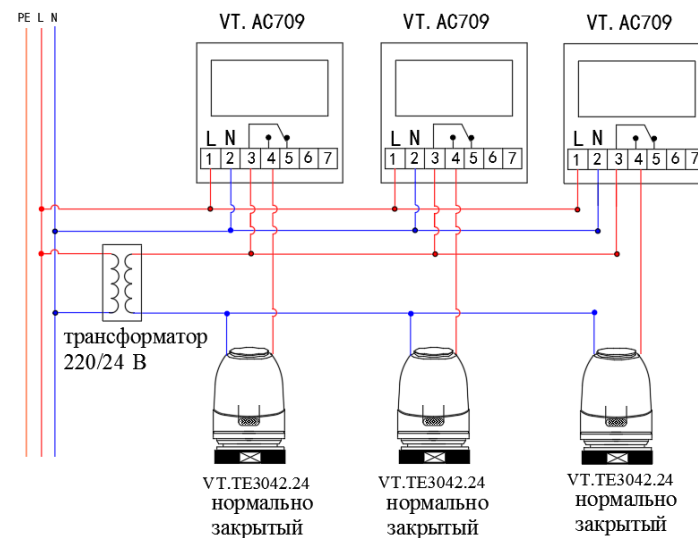 PE L N
VT. AC709 VT. AC709 VT. AC709
L N L N L N
1 2 3 4 5 6 7 1 2 3 4 5 6 7 1 2 3 4 5 6 7
трансформатор
220/24 В
VT.TE3042.24 VT.TE3042.24 VT.TE3042.24
нормально нормально нормально
закрытый закрытый закрытый